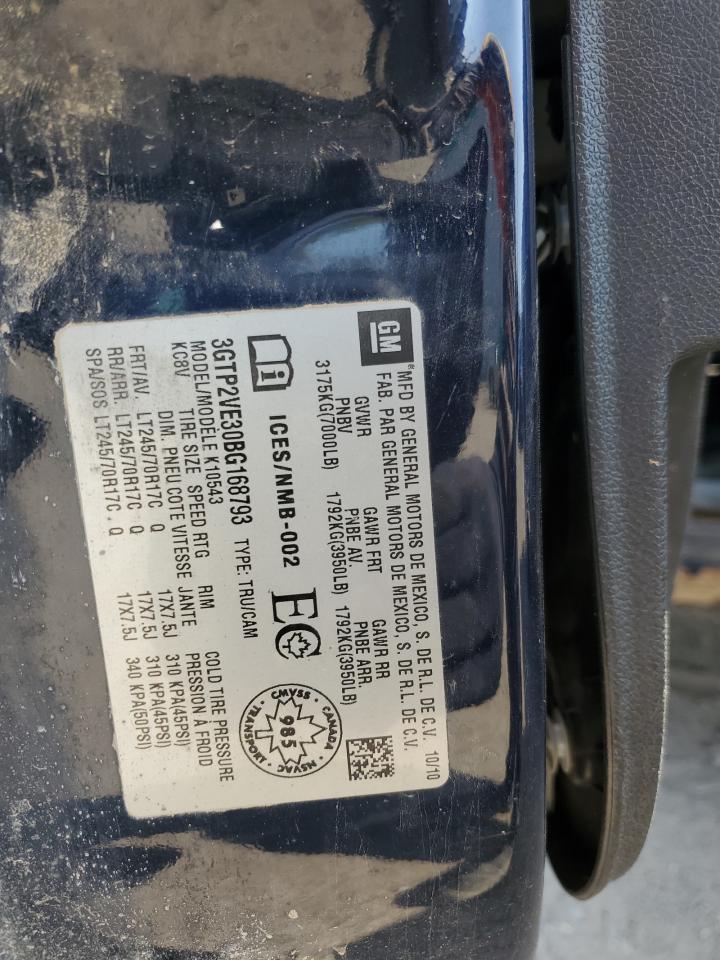 GM
®MFD BY GENERAL MOTORS DE MEXICO, S. DE R.L. DE C.V. 10/10
FAB. PAR GENERAL MOTORS DE MEXICO, S. DE R.L. DE C.V.
GVWR GAWR FRT GAWR RR
PNBV PNBE AV. PNBE ARR.
3175KG(7000LB) 1792KG(3950LB) 1792KG(3950LB)
i ICES/NMB-002 EC
CMVSS · CANADA · NSVAC · TRANSPORT ·
985
3GTP2VE30BG168793 TYPE: TRU/CAM
MODEL/MODÈLE K10543
KC8V TIRE SIZE SPEED RTG RIM COLD TIRE PRESSURE
DIM. PNEU COTE VITESSE JANTE PRESSION À FROID
FRT/AV. LT245/70R17C Q 17X7.5J 310 KPA(45PSI)
RR/ARR. LT245/70R17C Q 17X7.5J 310 KPA(45PSI)
SPA/SOS LT245/70R17C . Q 17X7.5J 340 KPA(50PSI)